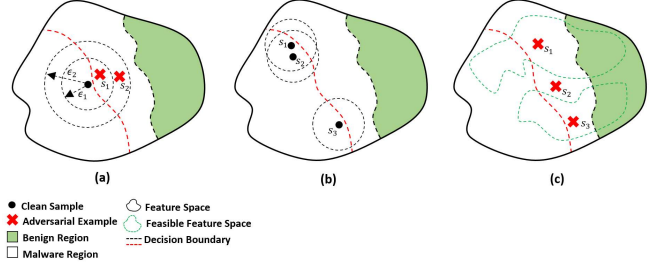 ϵ₂
ϵ₁
s₁
s₂
s₁
s₂
s₃
s₁
s₂
s₃
(a)
(b)
(c)
Clean Sample
Adversarial Example
Benign Region
Malware Region
Feature Space
Feasible Feature Space
Decision Boundary